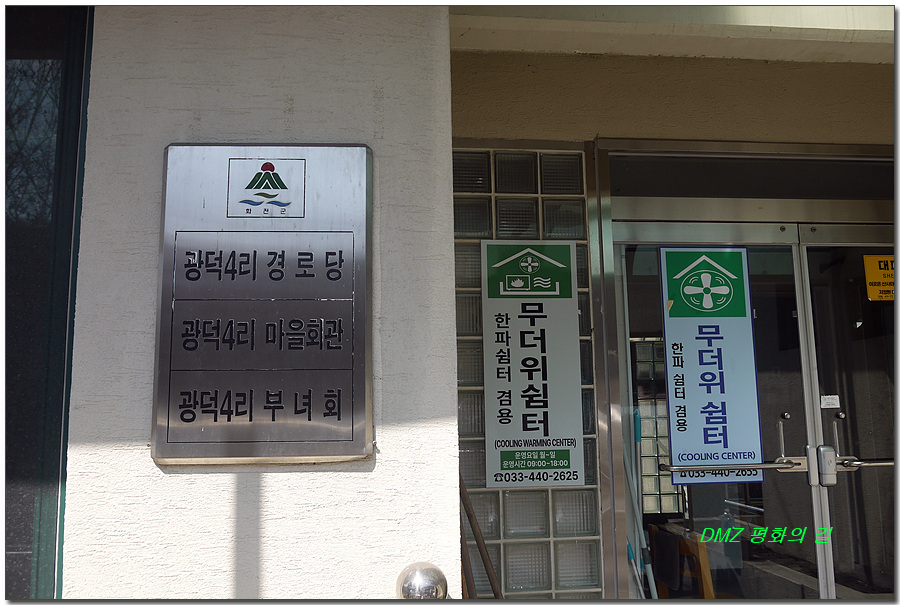 화천군
광덕4리 경로당
광덕4리 마을회관
광덕4리 부녀회
한파쉼터 겸용
무더위쉼터
(COOLING WARMING CENTER)
운영요일 월~일
운영시간 09:00~18:00
☎033-440-2625
한파 쉼터 겸용
무더위 쉼터
(COOLING CENTER)
대
DMZ 평화의 길